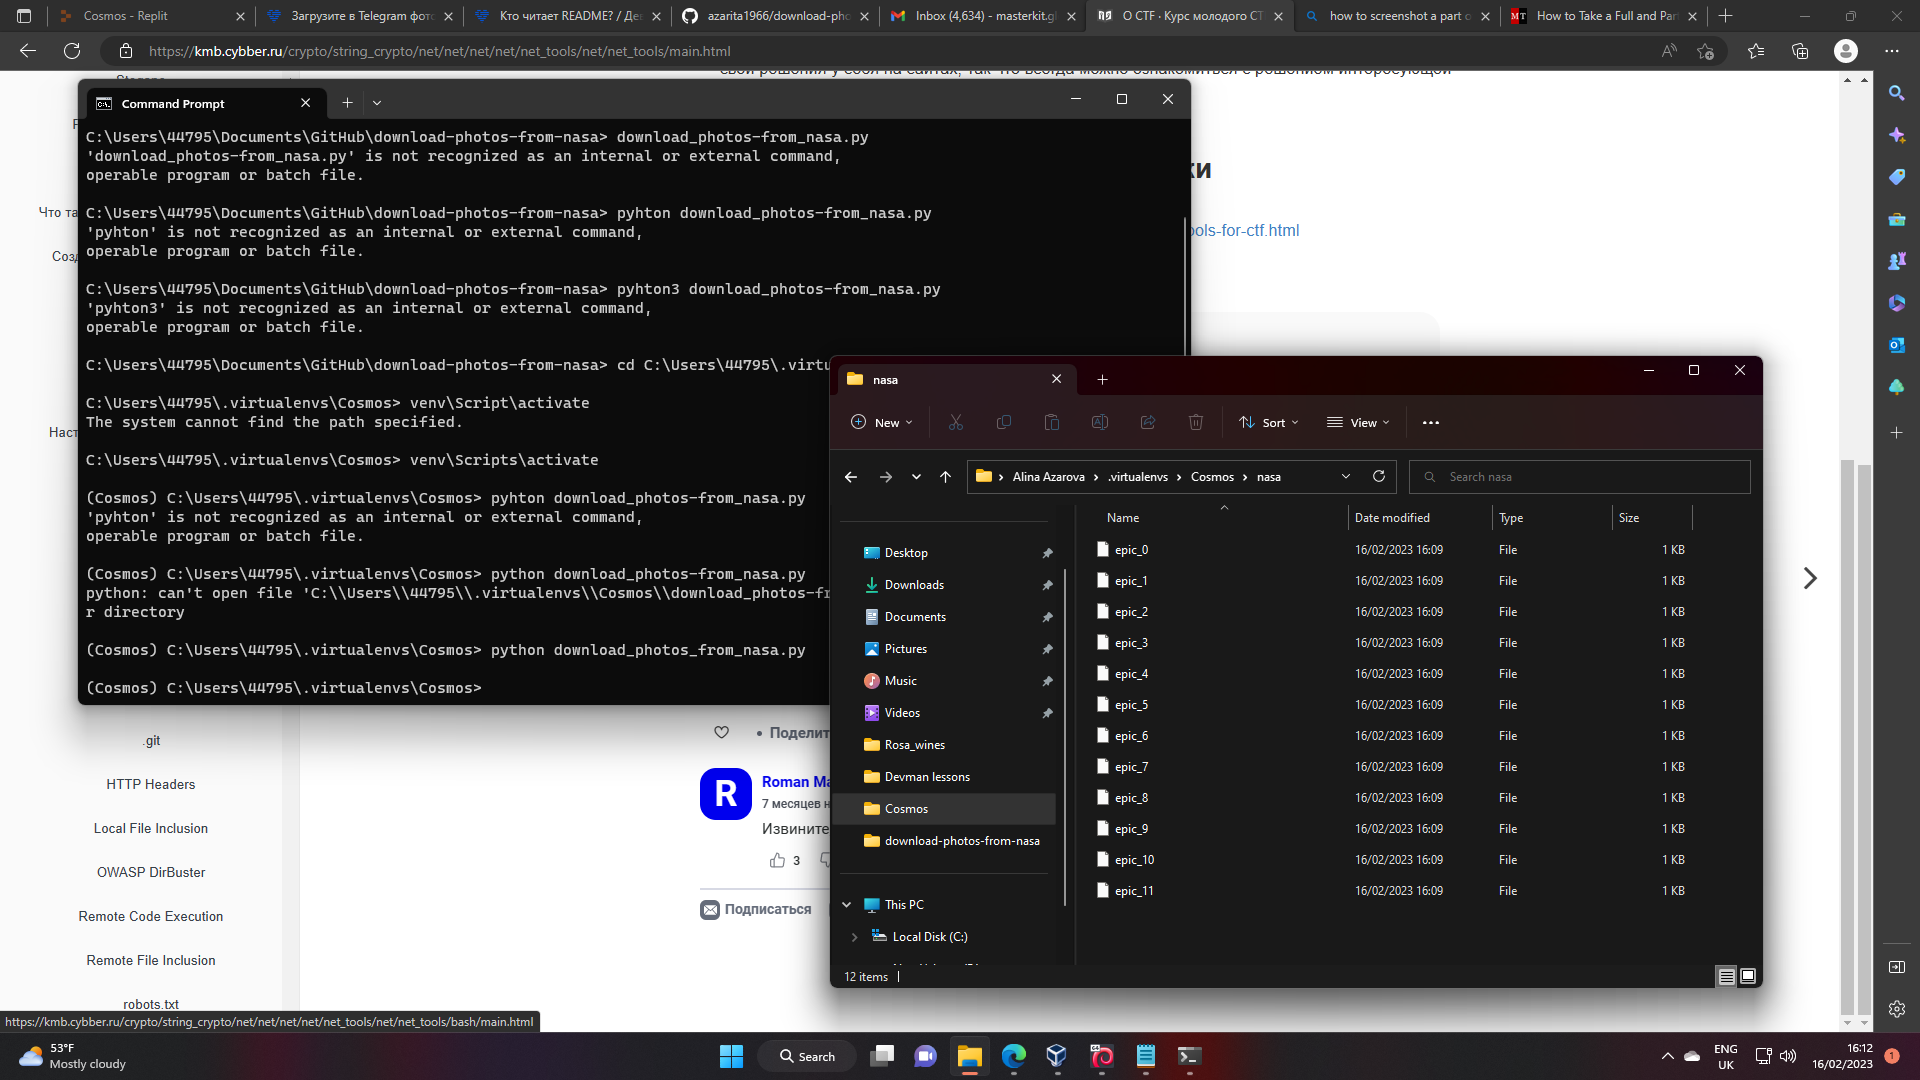 Cosmos - Replit
Загрузите в Telegram фото
Кто читает README? / Де
azarita1966/download-pho
Inbox (4,634) - masterkit.gl
О CTF · Курс молодого CT
how to screenshot a part o
How to Take a Full and Par
https://kmb.cybber.ru/crypto/string_crypto/net/net/net/net/net_tools/net/net_tools/main.html
свои решения у себя на сайтах, так что всегда можно ознакомиться с решением интересующей
Command Prompt
C:\Users\44795\Documents\GitHub\download-photos-from-nasa> download_photos-from_nasa.py
'download_photos-from_nasa.py' is not recognized as an internal or external command,
operable program or batch file.
C:\Users\44795\Documents\GitHub\download-photos-from-nasa> pyhton download_photos-from_nasa.py
'pyhton' is not recognized as an internal or external command,
operable program or batch file.
C:\Users\44795\Documents\GitHub\download-photos-from-nasa> pyhton3 download_photos-from_nasa.py
'pyhton3' is not recognized as an internal or external command,
operable program or batch file.
C:\Users\44795\Documents\GitHub\download-photos-from-nasa> cd C:\Users\44795\.virtu
C:\Users\44795\.virtualenvs\Cosmos> venv\Script\activate
The system cannot find the path specified.
C:\Users\44795\.virtualenvs\Cosmos> venv\Scripts\activate
(Cosmos) C:\Users\44795\.virtualenvs\Cosmos> pyhton download_photos-from_nasa.py
'pyhton' is not recognized as an internal or external command,
operable program or batch file.
(Cosmos) C:\Users\44795\.virtualenvs\Cosmos> python download_photos-from_nasa.py
python: can't open file 'C:\\Users\\44795\\.virtualenvs\\Cosmos\\download_photos-fr
r directory
(Cosmos) C:\Users\44795\.virtualenvs\Cosmos> python download_photos_from_nasa.py
(Cosmos) C:\Users\44795\.virtualenvs\Cosmos>
ки
ools-for-ctf.html
Что та
Созд
Наст
.git
HTTP Headers
Local File Inclusion
OWASP DirBuster
Remote Code Execution
Remote File Inclusion
robots.txt
https://kmb.cybber.ru/crypto/string_crypto/net/net/net/net/net_tools/net/net_tools/bash/main.html
• Поделит
R
Roman Ma
7 месяцев н
Извините
3
Подписаться
nasa
New
Sort
View
Alina Azarova
.virtualenvs
Cosmos
nasa
Search nasa
Desktop
Downloads
Documents
Pictures
Music
Videos
Rosa_wines
Devman lessons
Cosmos
download-photos-from-nasa
This PC
Local Disk (C:)
Name Date modified Type Size
epic_0 16/02/2023 16:09 File 1 KB
epic_1 16/02/2023 16:09 File 1 KB
epic_2 16/02/2023 16:09 File 1 KB
epic_3 16/02/2023 16:09 File 1 KB
epic_4 16/02/2023 16:09 File 1 KB
epic_5 16/02/2023 16:09 File 1 KB
epic_6 16/02/2023 16:09 File 1 KB
epic_7 16/02/2023 16:09 File 1 KB
epic_8 16/02/2023 16:09 File 1 KB
epic_9 16/02/2023 16:09 File 1 KB
epic_10 16/02/2023 16:09 File 1 KB
epic_11 16/02/2023 16:09 File 1 KB
12 items
53°F
Mostly cloudy
Search
ENG
UK
16:12
16/02/2023
1